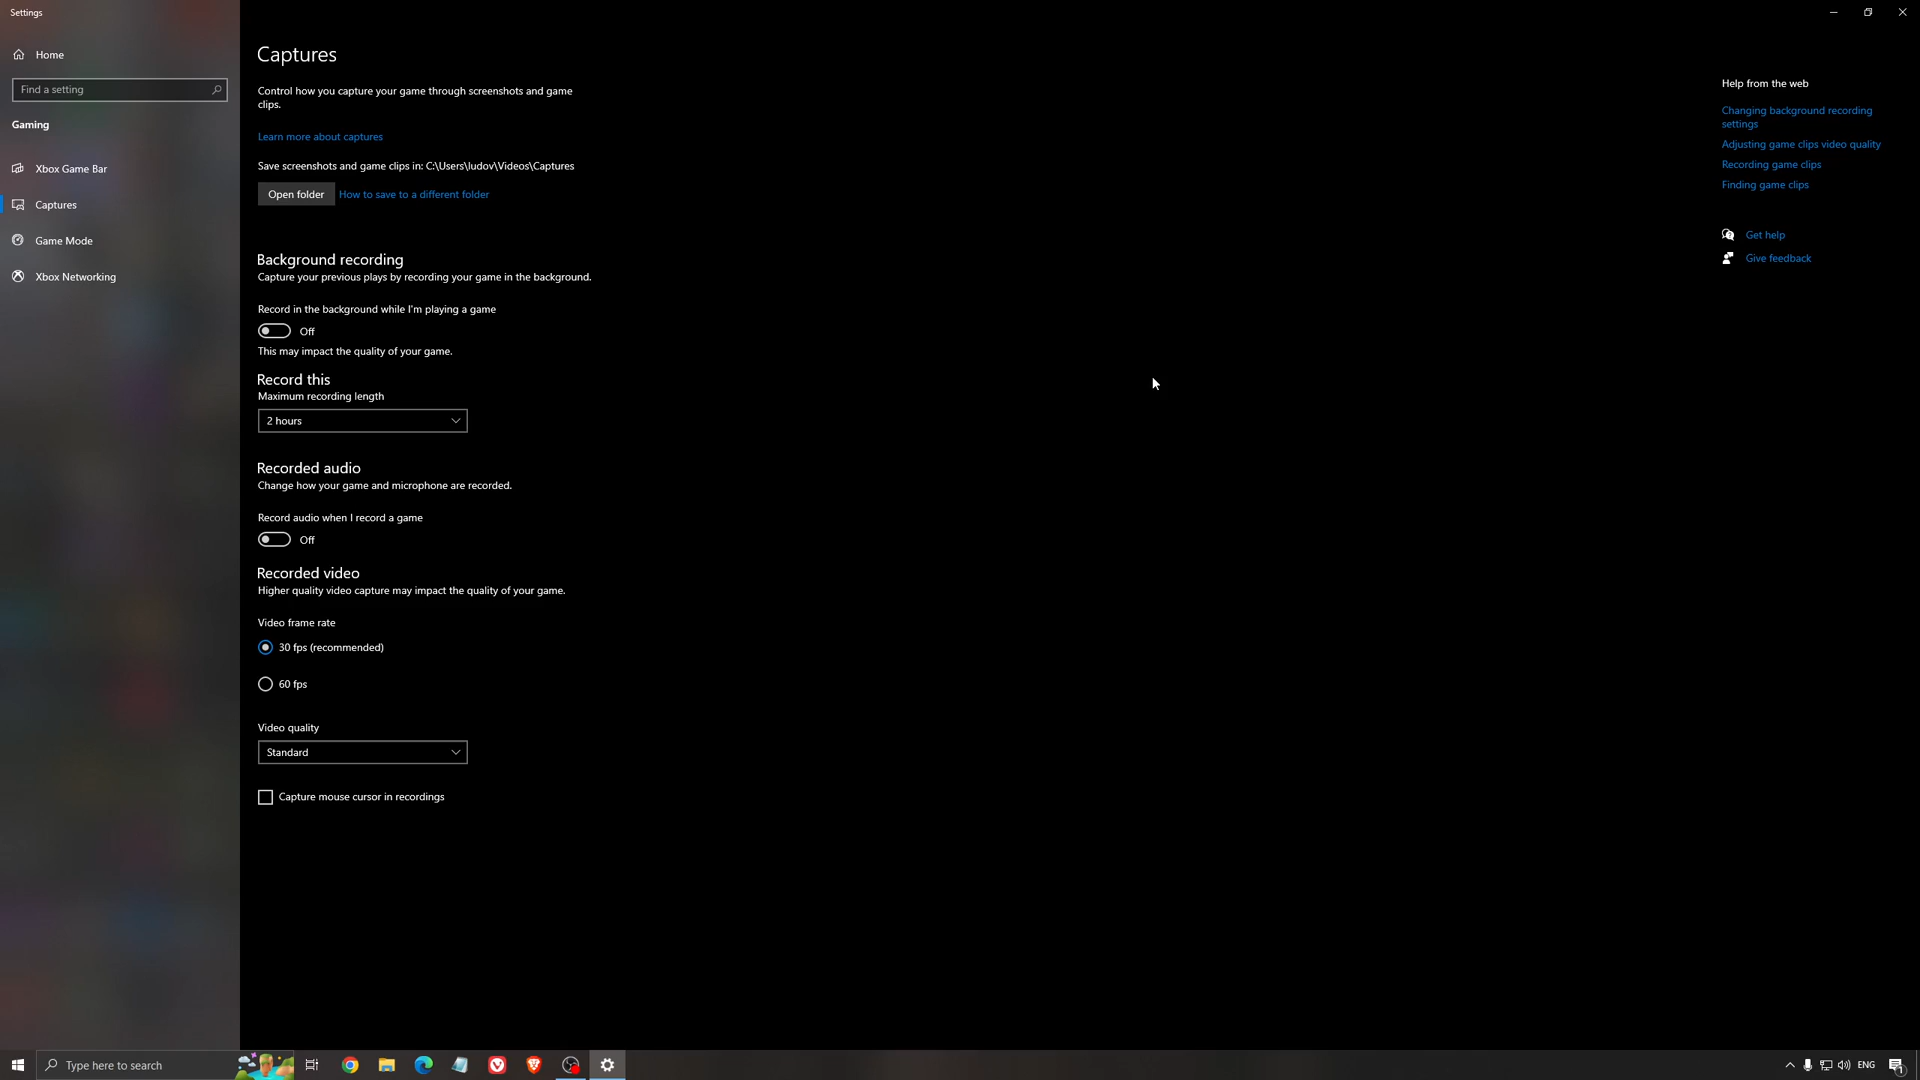 Settings
Home
Find a setting
Gaming
Xbox Game Bar
Captures
Game Mode
Xbox Networking
Captures
Control how you capture your game through screenshots and game
clips.
Learn more about captures
Save screenshots and game clips in: C:\Users\ludov\Videos\Captures
Open folder
How to save to a different folder
Background recording
Capture your previous plays by recording your game in the background.
Record in the background while I'm playing a game
Off
This may impact the quality of your game.
Record this
Maximum recording length
2 hours
Recorded audio
Change how your game and microphone are recorded.
Record audio when I record a game
Off
Recorded video
Higher quality video capture may impact the quality of your game.
Video frame rate
30 fps (recommended)
60 fps
Video quality
Standard
Capture mouse cursor in recordings
Help from the web
Changing background recording
settings
Adjusting game clips video quality
Recording game clips
Finding game clips
Get help
Give feedback
Type here to search
ENG
1